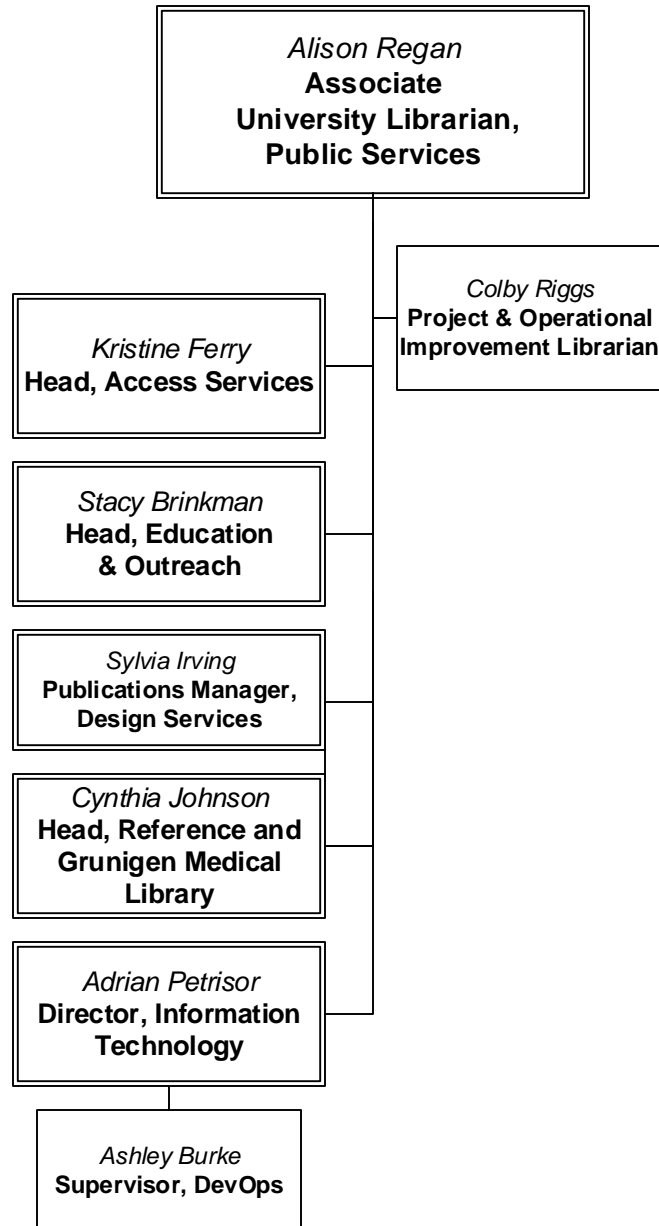 Alison Regan
Associate
University Librarian,
Public Services
Colby Riggs
Project & Operational
Improvement Librarian
Kristine Ferry
Head, Access Services
Stacy Brinkman
Head, Education
& Outreach
Sylvia Irving
Publications Manager,
Design Services
Cynthia Johnson
Head, Reference and
Grunigen Medical
Library
Adrian Petrisor
Director, Information
Technology
Ashley Burke
Supervisor, DevOps